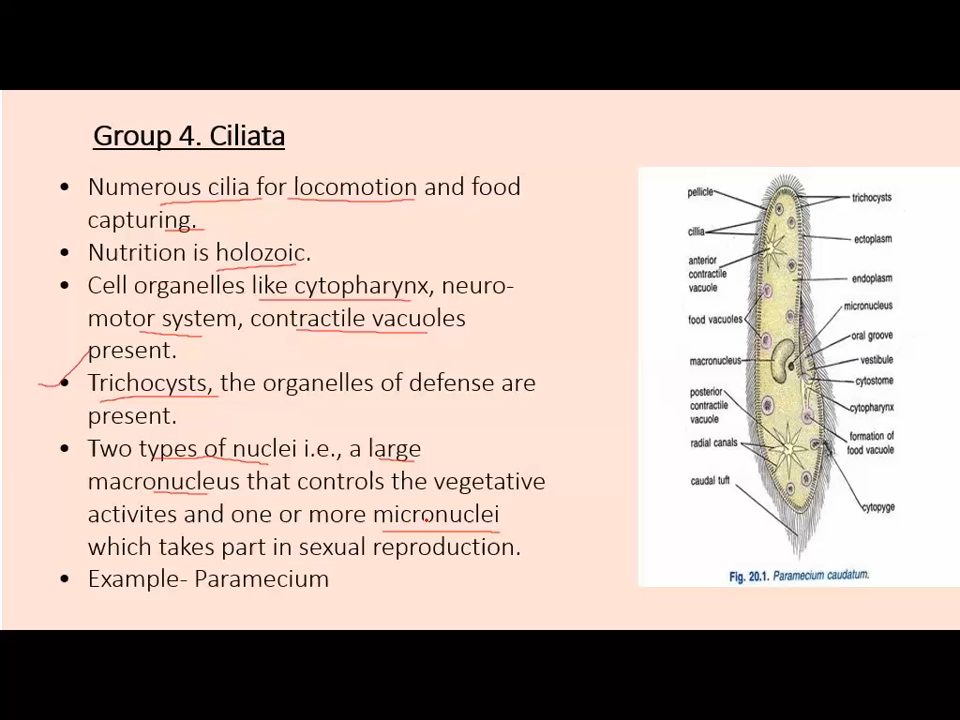 Group 4. Ciliata
• Numerous cilia for locomotion and food
capturing.
• Nutrition is holozoic.
• Cell organelles like cytopharynx, neuro-
motor system, contractile vacuoles
present.
• Trichocysts, the organelles of defense are
present.
• Two types of nuclei i.e., a large
macronucleus that controls the vegetative
activites and one or more micronuclei
which takes part in sexual reproduction.
• Example- Paramecium
pellicle
cillia
anterior
contractile
vacuole
food vacuoles
macronucleus
posterior
contractile
vacuole
radial canals
caudal tuft
trichocysts
ectoplasm
endoplasm
micronucleus
oral groove
vestibule
cytostome
cytopharynx
formation of
food vacuole
cytopyge
Fig. 20.1. Paramecium caudatum.